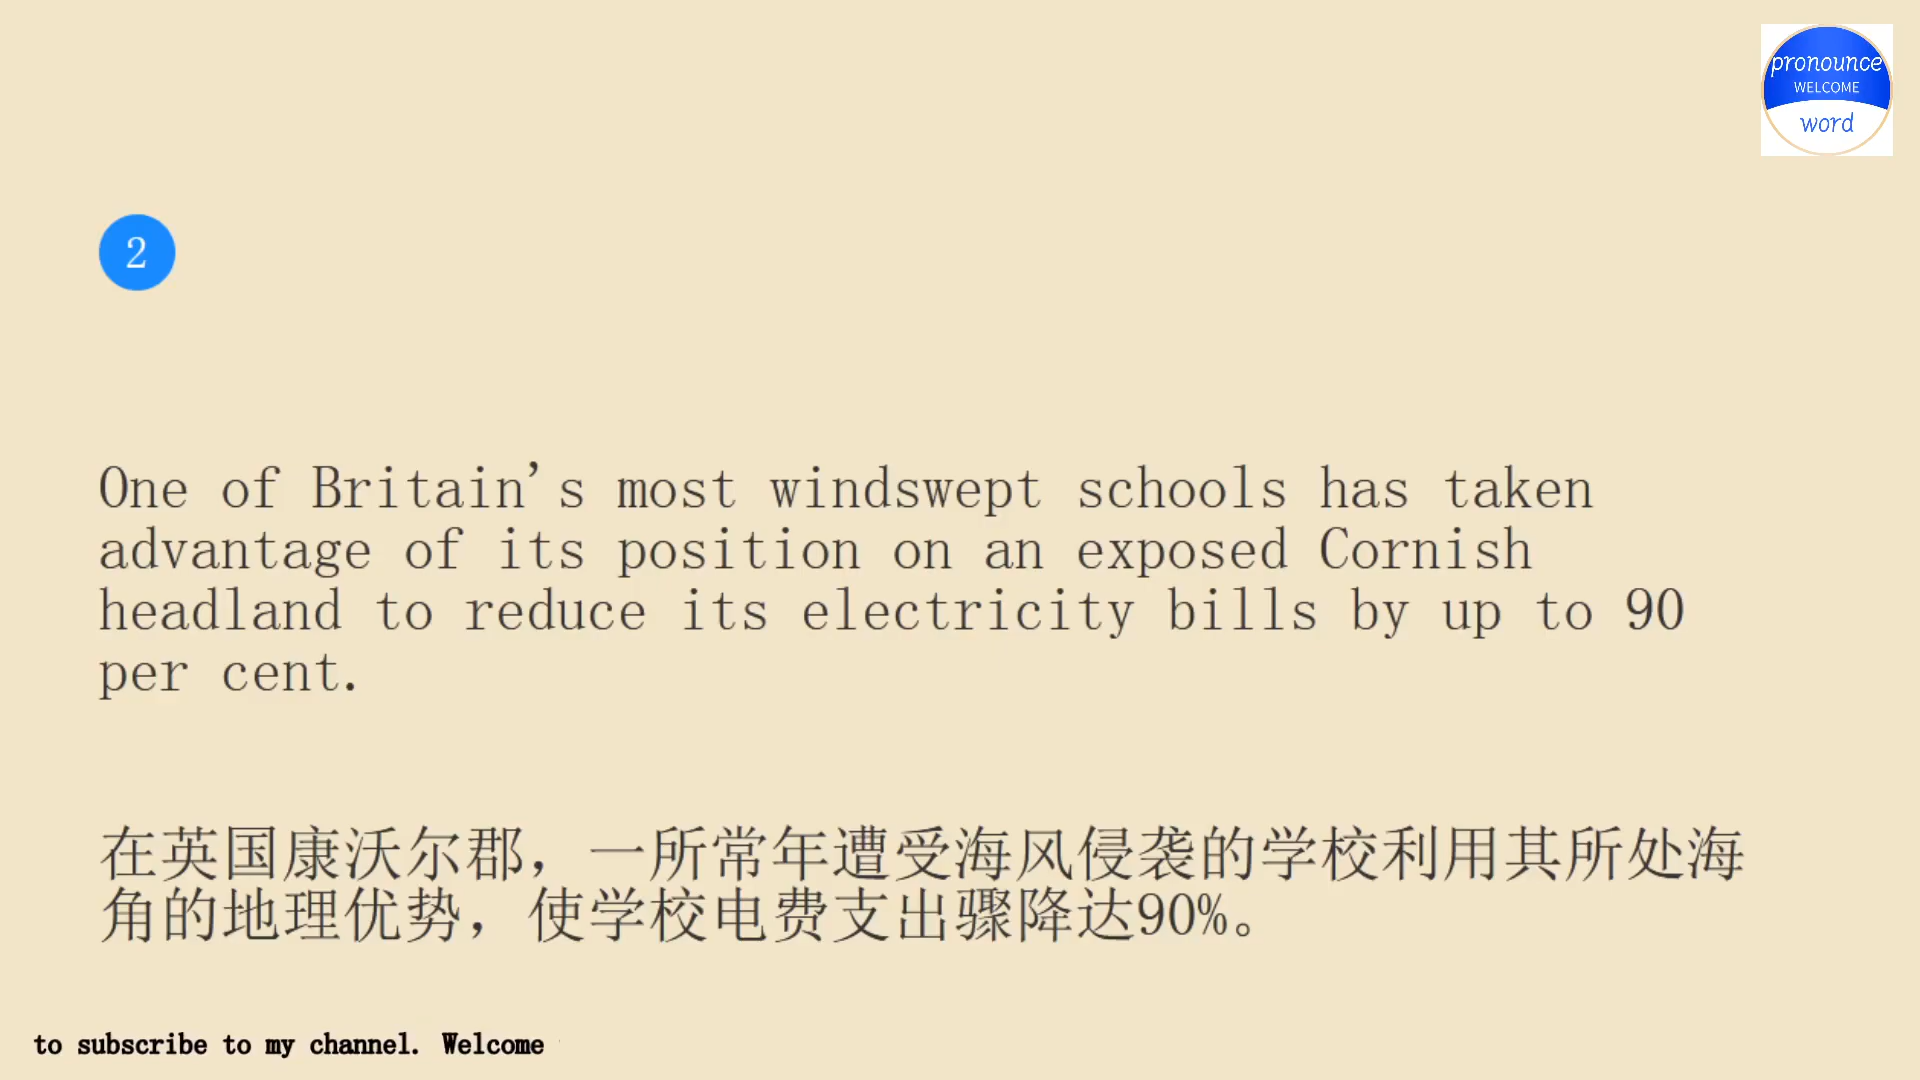 pronounce
WELCOME
word
2
One of Britain's most windswept schools has taken
advantage of its position on an exposed Cornish
headland to reduce its electricity bills by up to 90
per cent.
在英国康沃尔郡，一所常年遭受海风侵袭的学校利用其所处海
角的地理优势，使学校电费支出骤降达90%。
to subscribe to my channel. Welcome